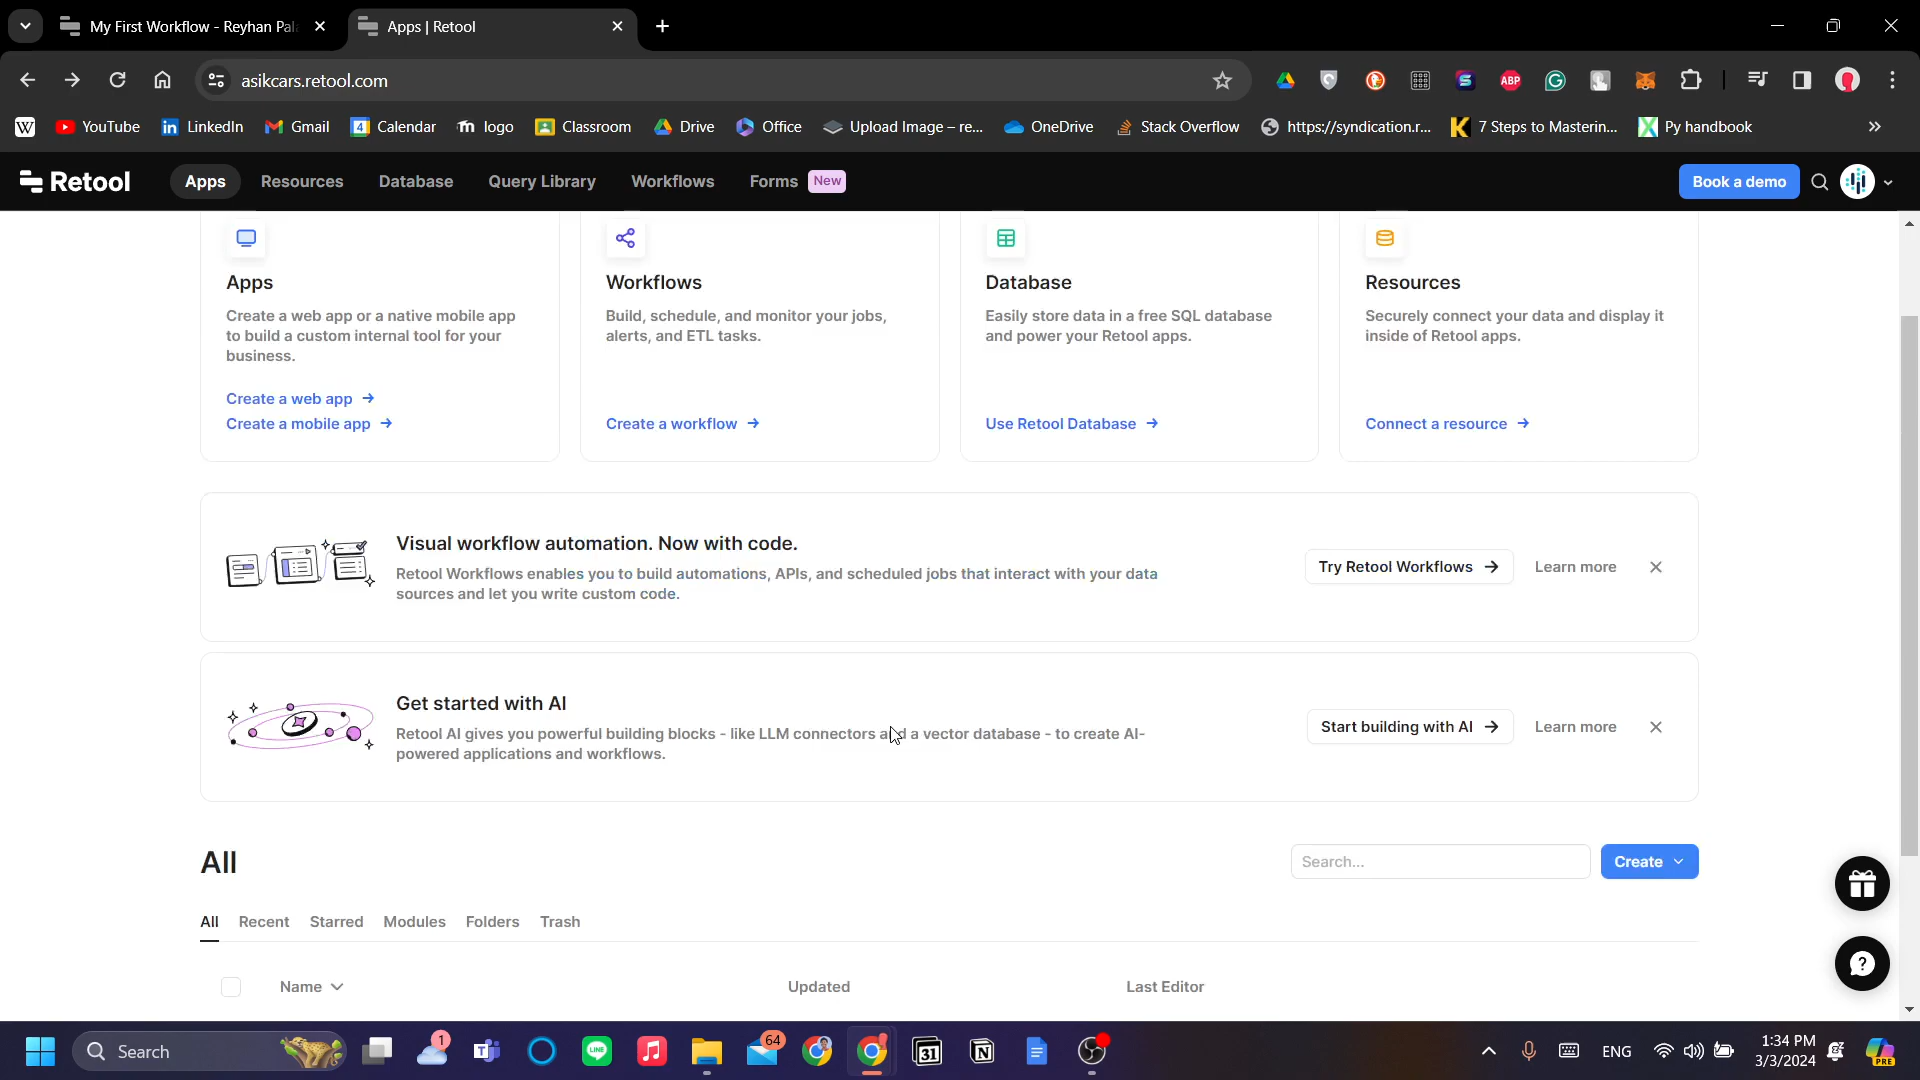 My First Workflow - Reyhan Pal
Apps | Retool
asikcars.retool.com
ABP
W
YouTube
LinkedIn
Gmail
4
Calendar
logo
Classroom
Drive
Office
Upload Image – re...
OneDrive
Stack Overflow
https://syndication.r...
7 Steps to Masterin...
Py handbook
Retool
Apps
Resources
Database
Query Library
Workflows
Forms
New
Book a demo
Apps
Create a web app or a native mobile app
to build a custom internal tool for your
business.
Create a web app →
Create a mobile app →
Workflows
Build, schedule, and monitor your jobs,
alerts, and ETL tasks.
Create a workflow →
Database
Easily store data in a free SQL database
and power your Retool apps.
Use Retool Database →
Resources
Securely connect your data and display it
inside of Retool apps.
Connect a resource →
Visual workflow automation. Now with code.
Retool Workflows enables you to build automations, APIs, and scheduled jobs that interact with your data
sources and let you write custom code.
Try Retool Workflows →
Learn more
Get started with AI
Retool AI gives you powerful building blocks - like LLM connectors and a vector database - to create AI-
powered applications and workflows.
Start building with AI →
Learn more
All
Search...
Create
All
Recent
Starred
Modules
Folders
Trash
Name
Updated
Last Editor
Search
1
LINE
64
31
ENG
1:34 PM
3/3/2024
PRE